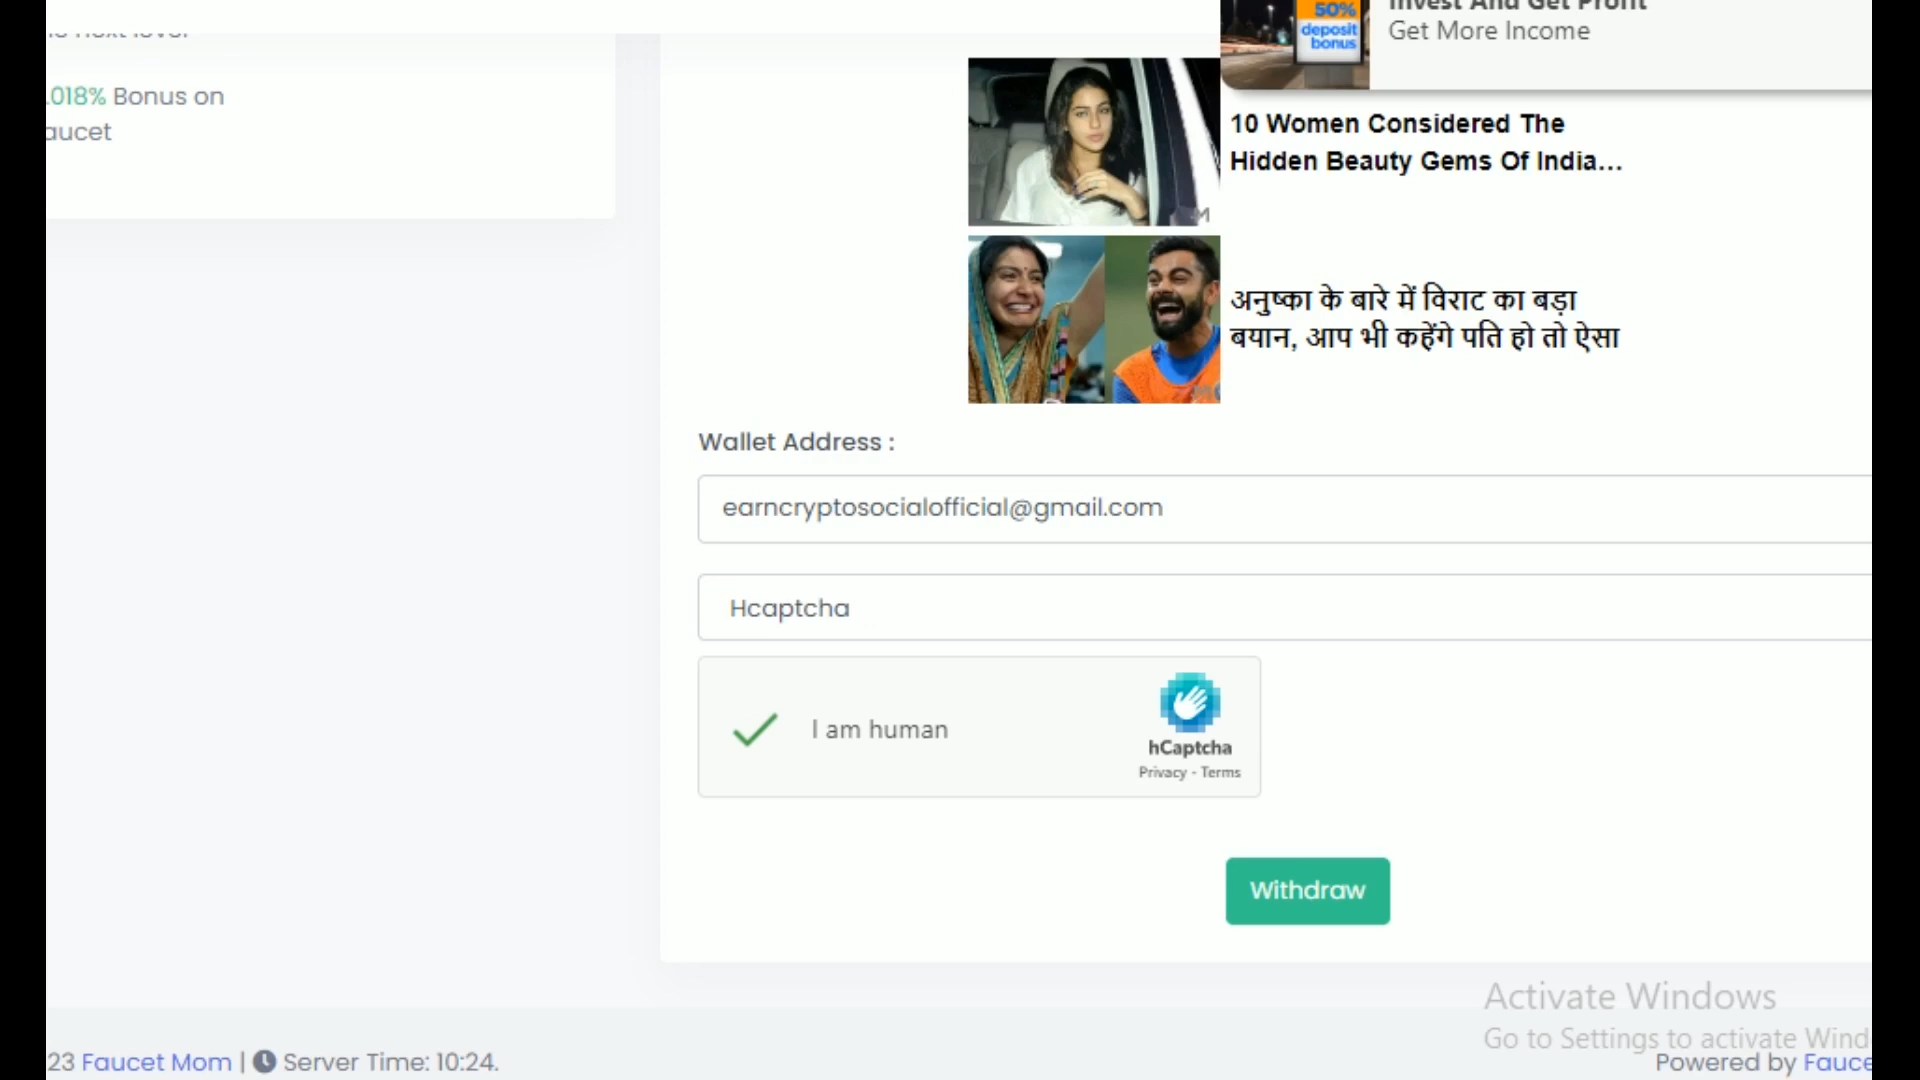 50%
deposit
bonus
Invest And Get Profit
Get More Income
.018% Bonus on
aucet
10 Women Considered The
Hidden Beauty Gems Of India...
अनुष्का के बारे में विराट का बड़ा
बयान, आप भी कहेंगे पति हो तो ऐसा
Wallet Address :
earncryptosocialofficial@gmail.com
Hcaptcha
I am human
hCaptcha
Privacy - Terms
Withdraw
Activate Windows
Go to Settings to activate Wind
23 Faucet Mom | Server Time: 10:24.
Powered by Fauce